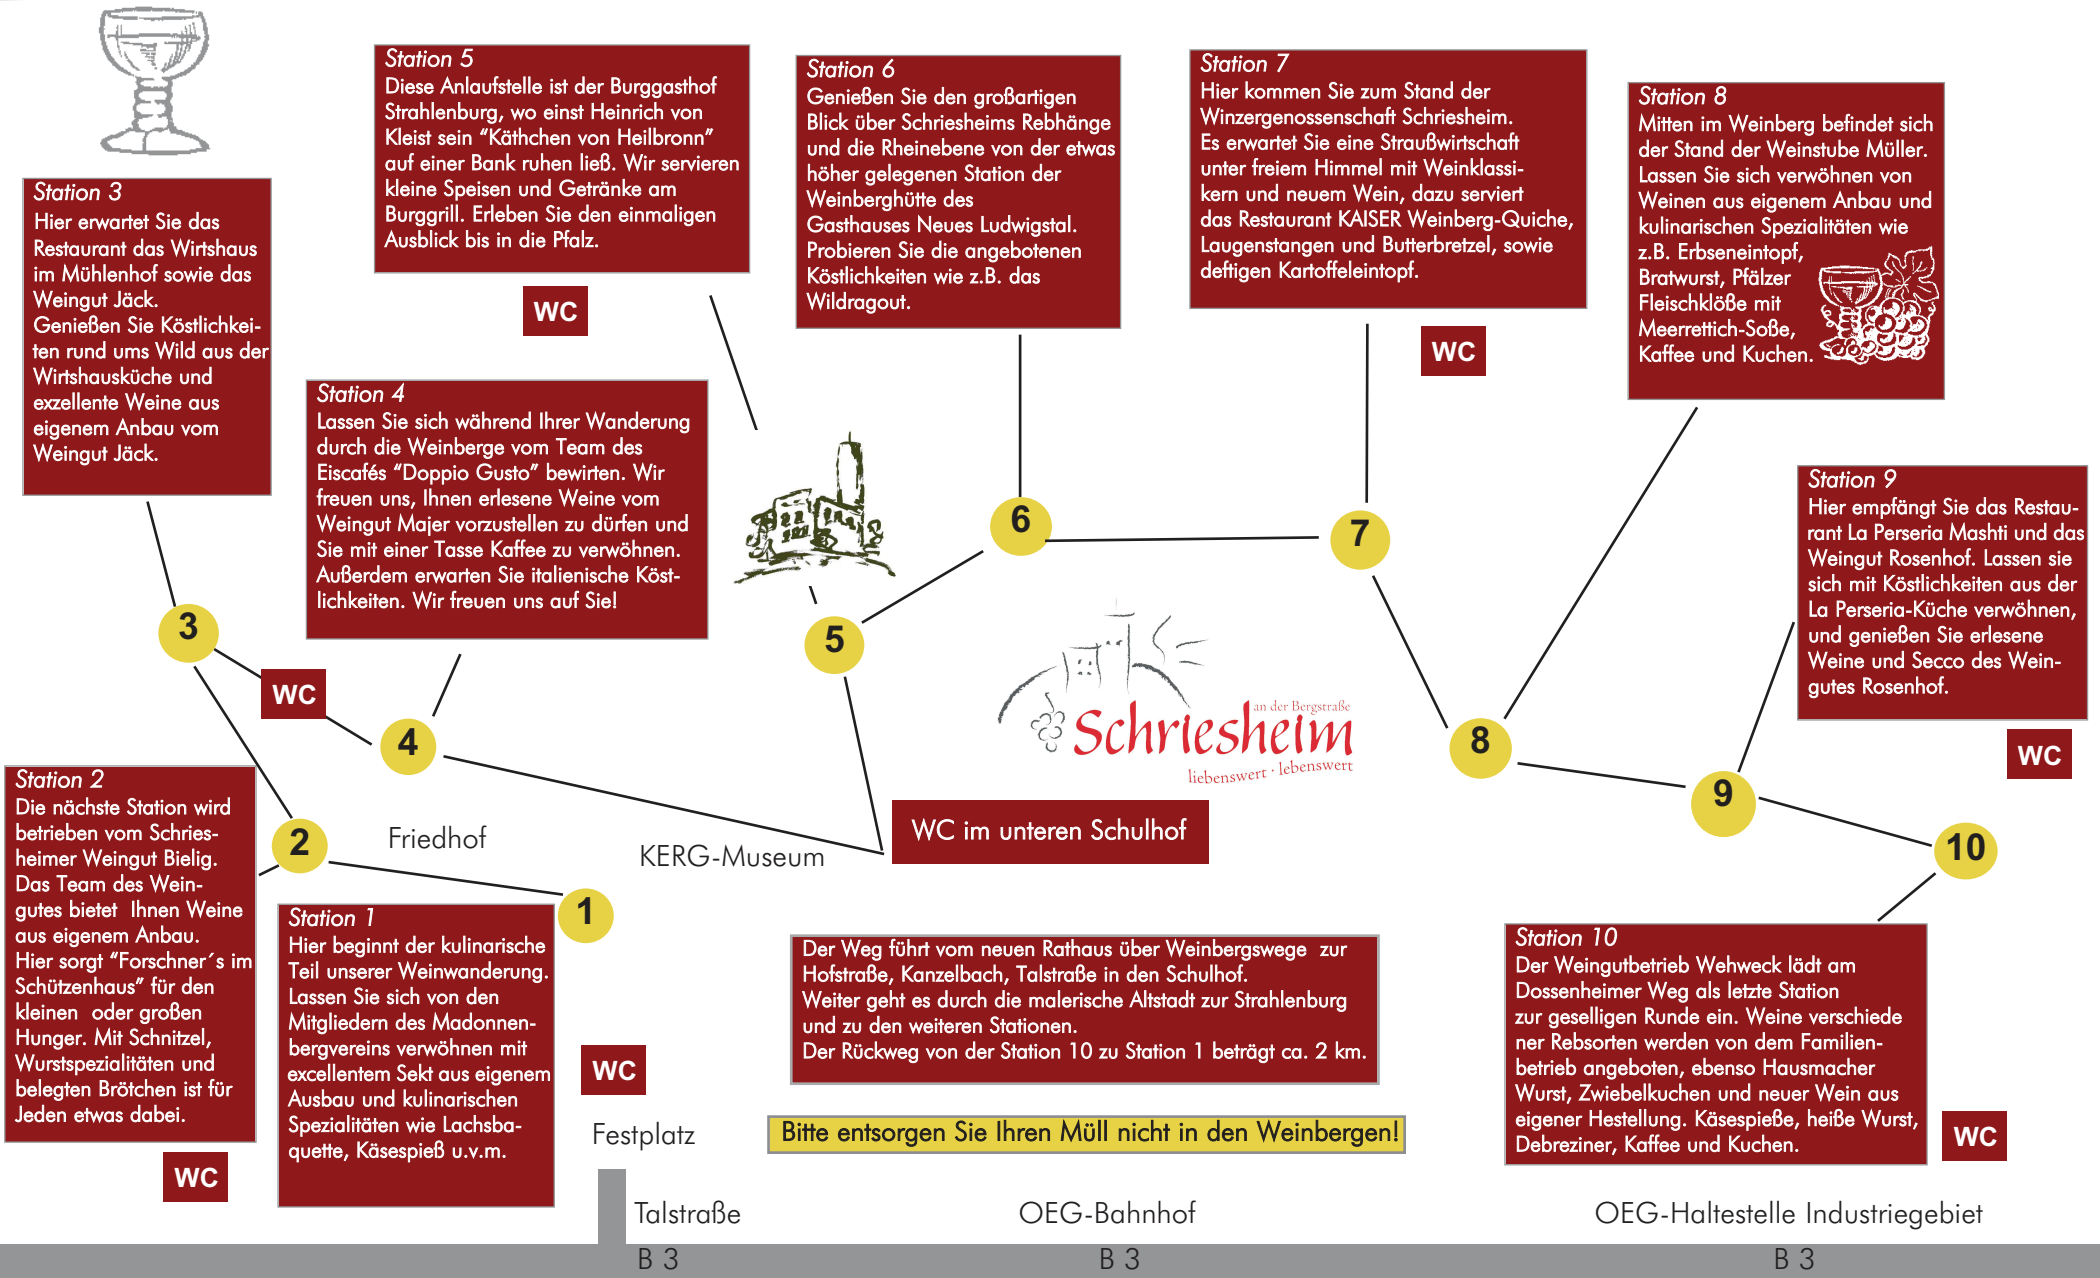 Station 5
Diese Anlaufstelle ist der Burggasthof
Strahlenburg, wo einst Heinrich von
Kleist sein “Käthchen von Heilbronn”
auf einer Bank ruhen ließ. Wir servieren
kleine Speisen und Getränke am
Burggrill. Erleben Sie den einmaligen
Ausblick bis in die Pfalz.
WC
Station 6
Genießen Sie den großartigen
Blick über Schriesheims Rebhänge
und die Rheinebene von der etwas
höher gelegenen Station der
Weinberghütte des
Gasthauses Neues Ludwigstal.
Probieren Sie die angebotenen
Köstlichkeiten wie z.B. das
Wildragout.
Station 7
Hier kommen Sie zum Stand der
Winzergenossenschaft Schriesheim.
Es erwartet Sie eine Straußwirtschaft
unter freiem Himmel mit Weinklassi-
kern und neuem Wein, dazu serviert
das Restaurant KAISER Weinberg-Quiche,
Laugenstangen und Butterbretzel, sowie
deftigen Kartoffeleintopf.
WC
Station 8
Mitten im Weinberg befindet sich
der Stand der Weinstube Müller.
Lassen Sie sich verwöhnen von
Weinen aus eigenem Anbau und
kulinarischen Spezialitäten wie
z.B. Erbseneintopf,
Bratwurst, Pfälzer
Fleischklöße mit
Meerrettich-Soße,
Kaffee und Kuchen.
Station 3
Hier erwartet Sie das
Restaurant das Wirtshaus
im Mühlenhof sowie das
Weingut Jäck.
Genießen Sie Köstlichkei-
ten rund ums Wild aus der
Wirtshausküche und
exzellente Weine aus
eigenem Anbau vom
Weingut Jäck.
Station 4
Lassen Sie sich während Ihrer Wanderung
durch die Weinberge vom Team des
Eiscafés “Doppio Gusto” bewirten. Wir
freuen uns, Ihnen erlesene Weine vom
Weingut Majer vorzustellen zu dürfen und
Sie mit einer Tasse Kaffee zu verwöhnen.
Außerdem erwarten Sie italienische Köst-
lichkeiten. Wir freuen uns auf Sie!
Station 9
Hier empfängt Sie das Restau-
rant La Perseria Mashti und das
Weingut Rosenhof. Lassen sie
sich mit Köstlichkeiten aus der
La Perseria-Küche verwöhnen,
und genießen Sie erlesene
Weine und Secco des Wein-
gutes Rosenhof.
WC
6
7
3
5
WC
4
8
9
10
2
1
an der Bergstraße
Schriesheim
liebenswert · lebenswert
Friedhof
KERG-Museum
WC im unteren Schulhof
Station 2
Die nächste Station wird
betrieben vom Schries-
heimer Weingut Bielig.
Das Team des Wein-
gutes bietet  Ihnen Weine
aus eigenem Anbau.
Hier sorgt “Forschner´s im
Schützenhaus” für den
kleinen  oder großen
Hunger. Mit Schnitzel,
Wurstspezialitäten und
belegten Brötchen ist für
Jeden etwas dabei.
WC
Station 1
Hier beginnt der kulinarische
Teil unserer Weinwanderung.
Lassen Sie sich von den
Mitgliedern des Madonnen-
bergvereins verwöhnen mit
excellentem Sekt aus eigenem
Ausbau und kulinarischen
Spezialitäten wie Lachsba-
quette, Käsespieß u.v.m.
WC
Festplatz
Der Weg führt vom neuen Rathaus über Weinbergswege  zur
Hofstraße, Kanzelbach, Talstraße in den Schulhof.
Weiter geht es durch die malerische Altstadt zur Strahlenburg
und zu den weiteren Stationen.
Der Rückweg von der Station 10 zu Station 1 beträgt ca. 2 km.
Bitte entsorgen Sie Ihren Müll nicht in den Weinbergen!
Station 10
Der Weingutbetrieb Wehweck lädt am
Dossenheimer Weg als letzte Station
zur geselligen Runde ein. Weine verschiede
ner Rebsorten werden von dem Familien-
betrieb angeboten, ebenso Hausmacher
Wurst, Zwiebelkuchen und neuer Wein aus
eigener Hestellung. Käsespieße, heiße Wurst,
Debreziner, Kaffee und Kuchen.
WC
Talstraße
OEG-Bahnhof
OEG-Haltestelle Industriegebiet
B 3
B 3
B 3